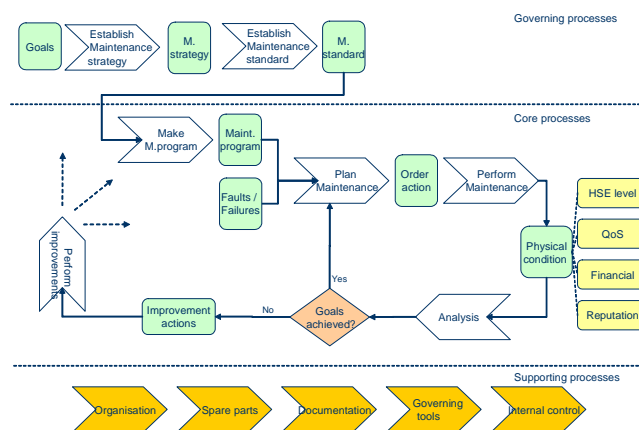 Governing processes
Goals
Establish
Maintenance
strategy
M.
strategy
Establish
Maintenance
standard
M.
standard
Core processes
Make
M.program
Maint.
program
Faults /
Failures
Plan
Maintenance
Order
action
Perform
Maintenance
HSE level
QoS
Financial
Reputation
Physical
condition
Perform
improvements
Yes
Improvement
actions
No
Goals
achieved?
Analysis
Supporting processes
Organisation
Spare parts
Documentation
Governing
tools
Internal control